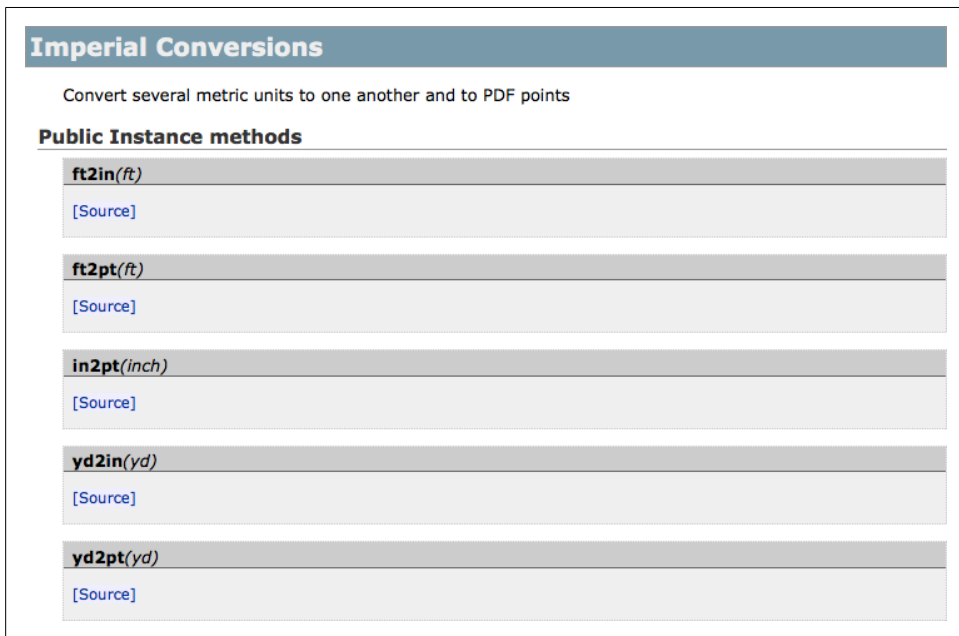 Imperial Conversions
Convert several metric units to one another and to PDF points
Public Instance methods
ft2in(ft)
[Source]
ft2pt(ft)
[Source]
in2pt(inch)
[Source]
yd2in(yd)
[Source]
yd2pt(yd)
[Source]